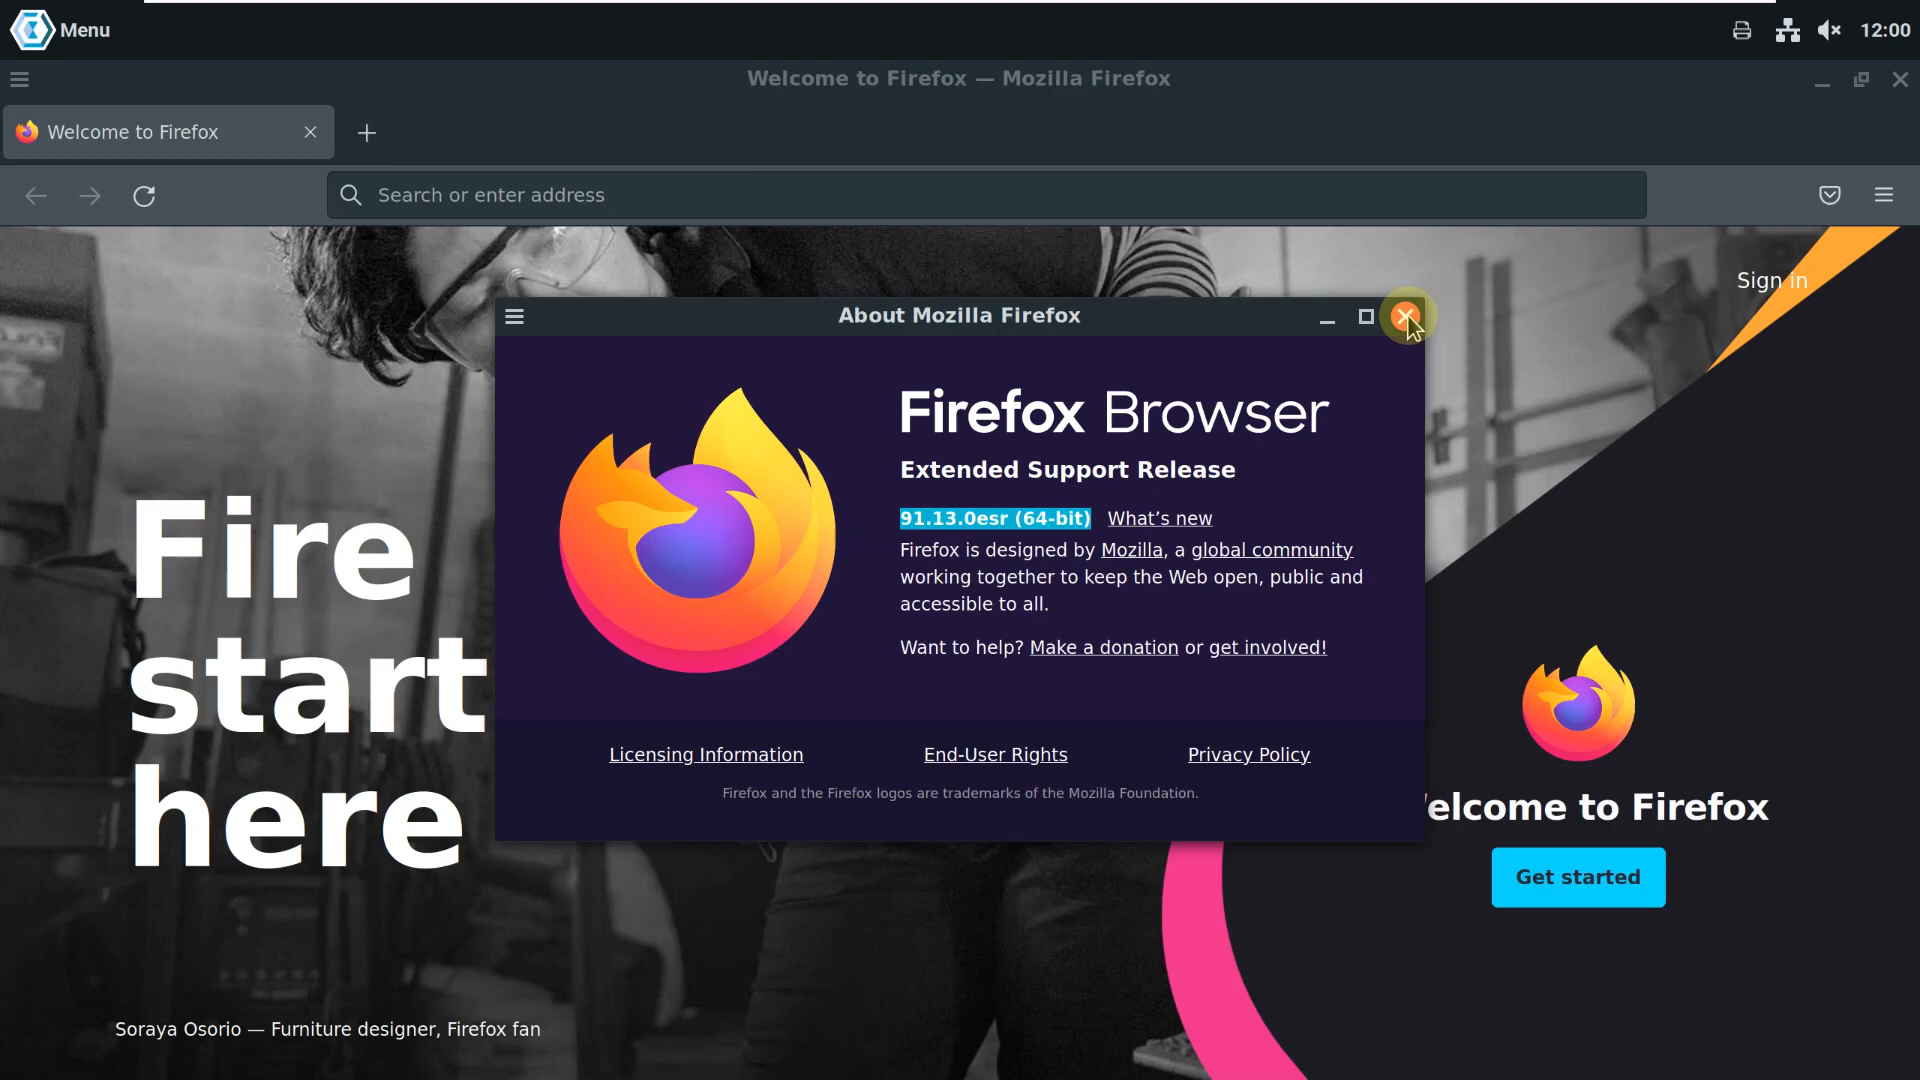 Menu
12:00
Welcome to Firefox — Mozilla Firefox
Welcome to Firefox
Search or enter address
Sign in
About Mozilla Firefox
Firefox Browser
Extended Support Release
91.13.0esr (64-bit) What's new
Firefox is designed by Mozilla, a global community
working together to keep the Web open, public and
accessible to all.
Want to help? Make a donation or get involved!
Licensing Information
End-User Rights
Privacy Policy
Firefox and the Firefox logos are trademarks of the Mozilla Foundation.
Fire
start
here
Soraya Osorio — Furniture designer, Firefox fan
elcome to Firefox
Get started